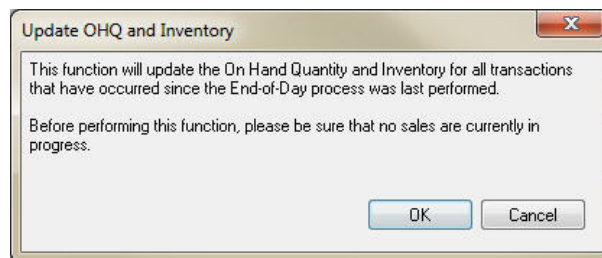 Update OHQ and Inventory
This function will update the On Hand Quantity and Inventory for all transactions
that have occurred since the End-of-Day process was last performed.
Before performing this function, please be sure that no sales are currently in
progress.
OK
Cancel